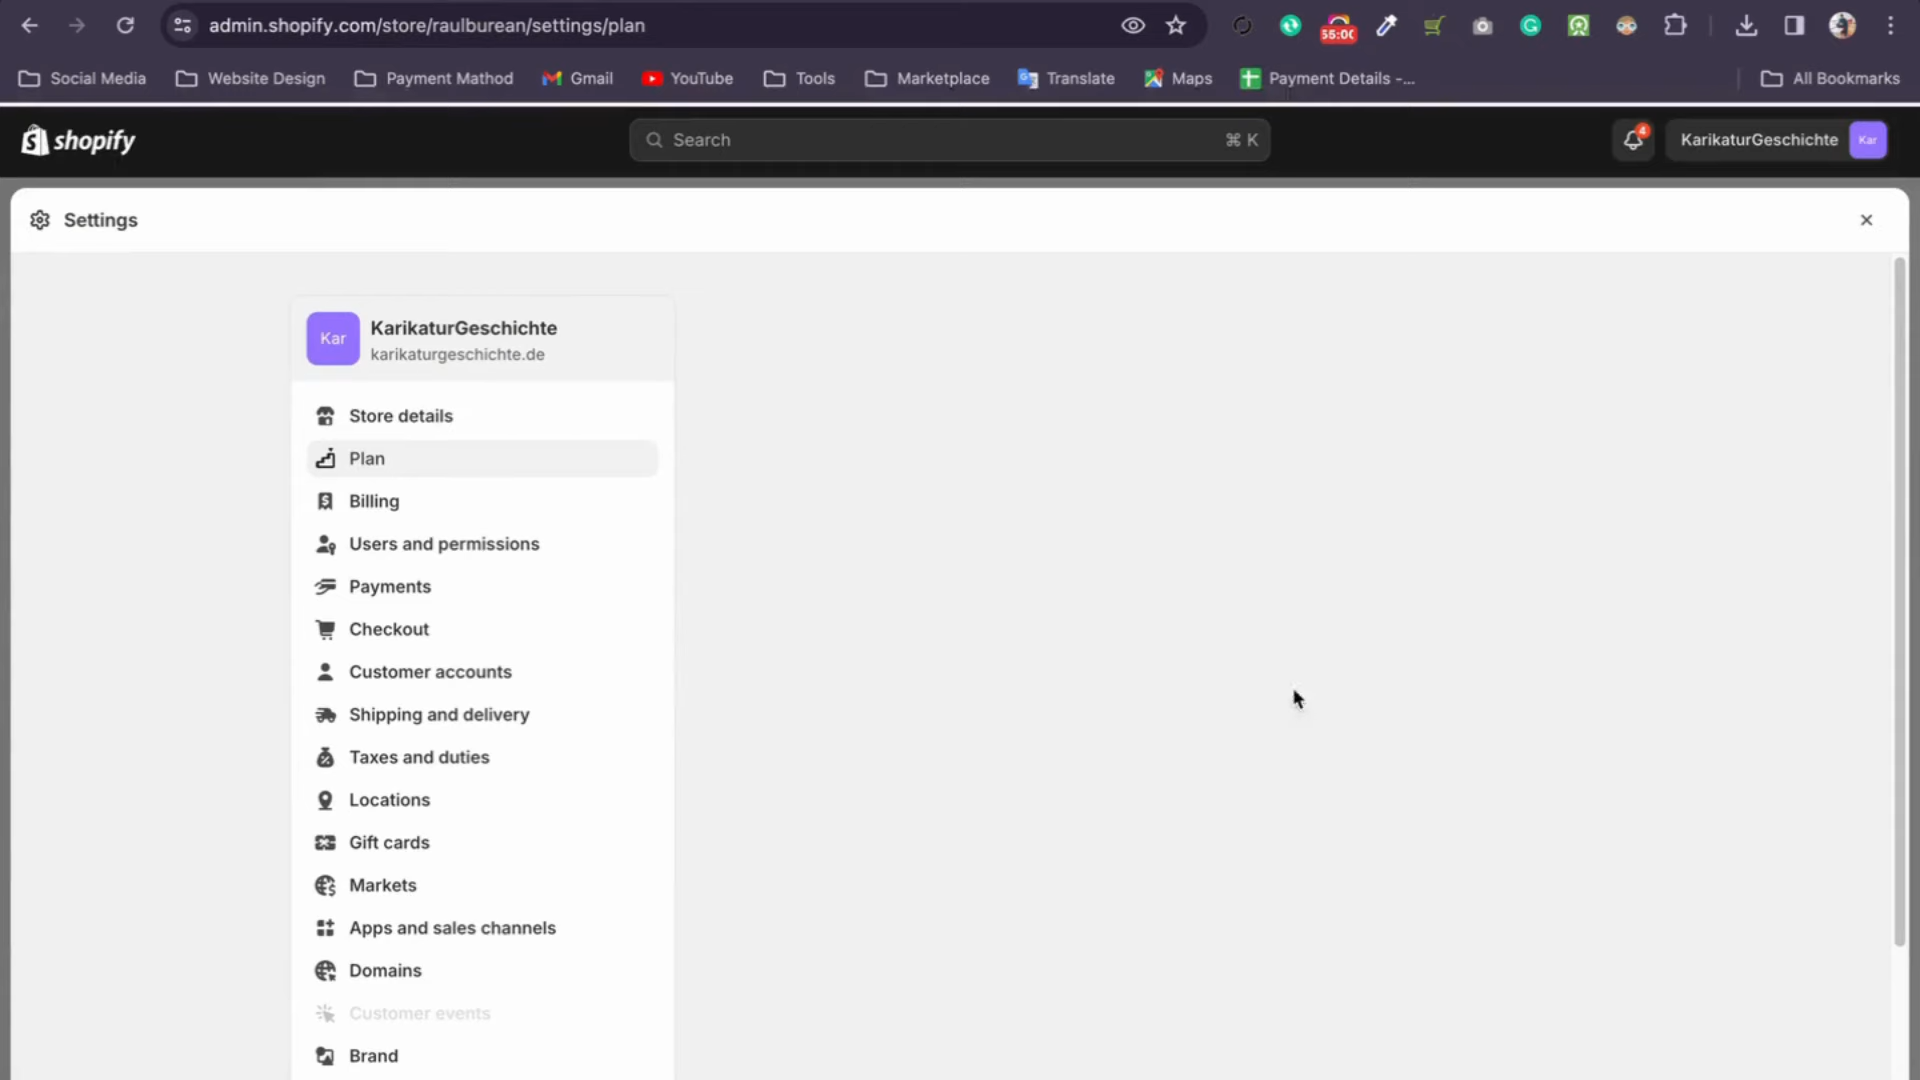 admin.shopify.com/store/raulburean/settings/plan
55:00
Social Media
Website Design
Payment Mathod
Gmail
YouTube
Tools
Marketplace
Translate
Maps
Payment Details -...
All Bookmarks
shopify
Search
⌘ K
4
KarikaturGeschichte
Kar
Settings
Kar
KarikaturGeschichte
karikaturgeschichte.de
Store details
Plan
Billing
Users and permissions
Payments
Checkout
Customer accounts
Shipping and delivery
Taxes and duties
Locations
Gift cards
Markets
Apps and sales channels
Domains
Customer events
Brand